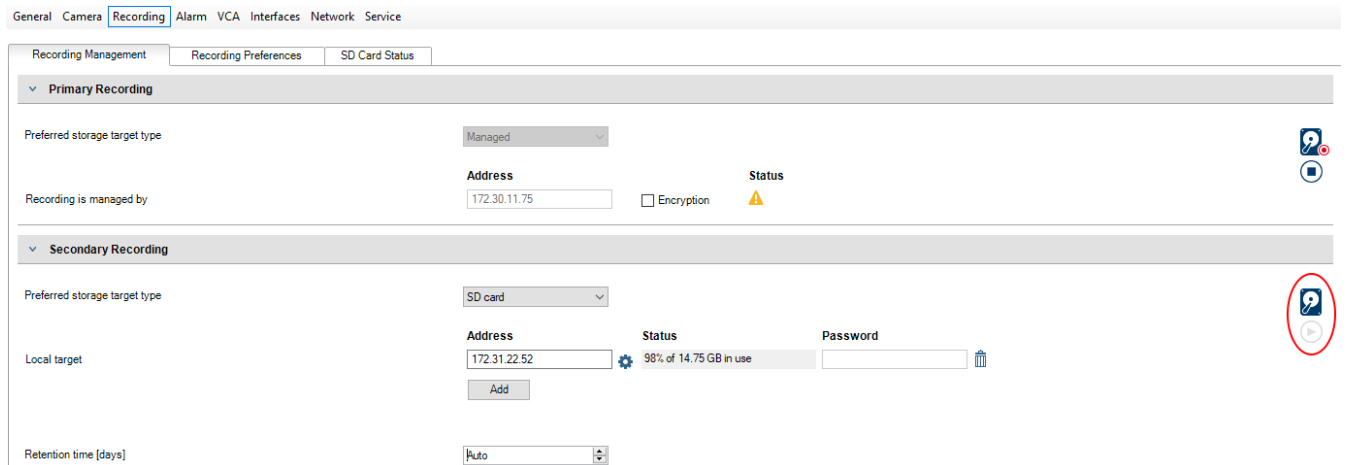 General Camera Recording Alarm VCA Interfaces Network Service
Recording Management Recording Preferences SD Card Status
Primary Recording
Preferred storage target type Managed
Address Status
Recording is managed by 172.30.11.75 Encryption
Secondary Recording
Preferred storage target type SD card
Address Status Password
Local target 172.31.22.52 98% of 14.75 GB in use
Add
Retention time [days] Auto